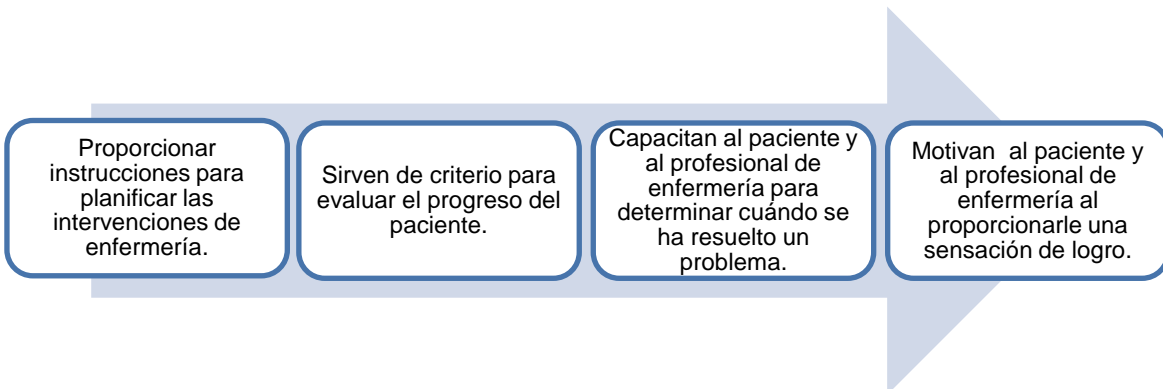 Proporcionar
instrucciones para
planificar las
intervenciones de
enfermería.
Sirven de criterio para
evaluar el progreso del
paciente.
Capacitan al paciente y
al profesional de
enfermería para
determinar cuándo se
ha resuelto un
problema.
Motivan al paciente y
al profesional de
enfermería al
proporcionarle una
sensación de logro.